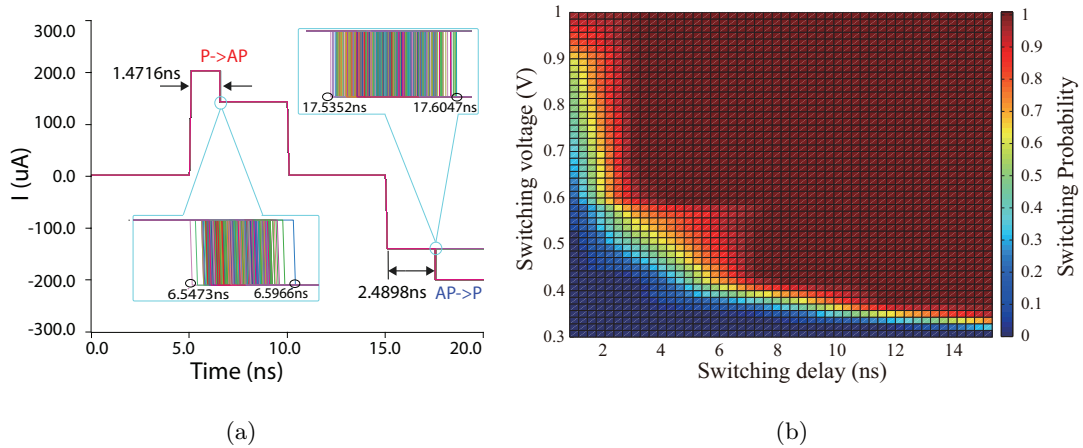 300.0
200.0
100.0
0.0
-100.0
-200.0
-300.0
I (uA)
P->AP
1.4716ns
17.5352ns
17.6047ns
6.5473ns
6.5966ns
2.4898ns
AP->P
0.0
5.0
10.0
15.0
20.0
Time (ns)
(a)
1
0.9
0.8
0.7
0.6
0.5
0.4
0.3
Switching voltage (V)
2
4
6
8
10
12
14
Switching delay (ns)
1
0.9
0.8
0.7
0.6
0.5
0.4
0.3
0.2
0.1
0
Switching Probability
(b)